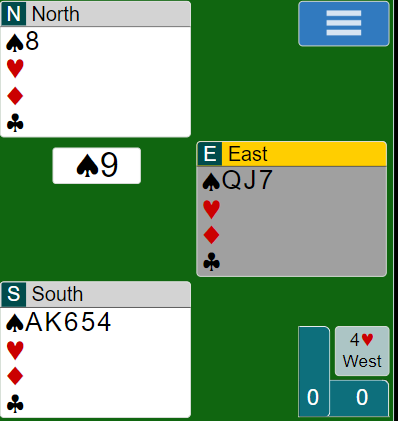 N North
♠8
♥
♦
♣
♠9
E East
♠QJ7
♥
♦
♣
S South
♠AK654
♥
♦
♣
4♥
West
0 0